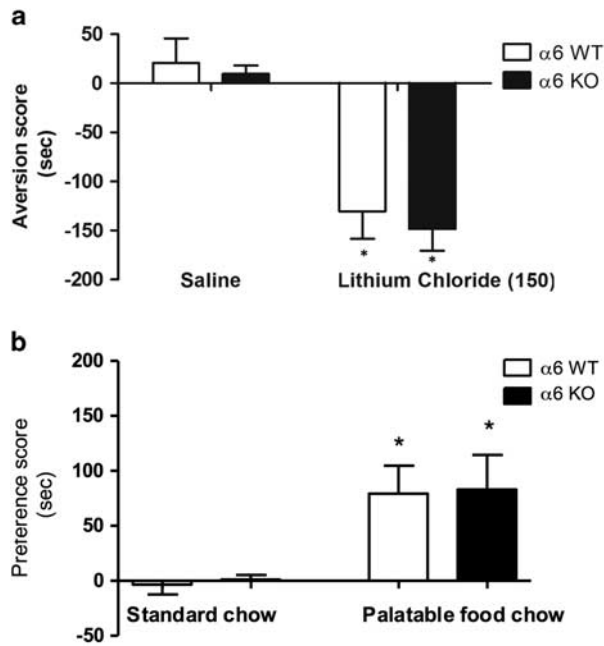 a
50
0
-50
-100
-150
-200
Aversion score
(sec)
α6 WT
α6 KO
*
*
Saline
Lithium Chloride (150)
b
200
150
100
50
0
-50
Preference score
(sec)
α6 WT
α6 KO
*
*
Standard chow
Palatable food chow